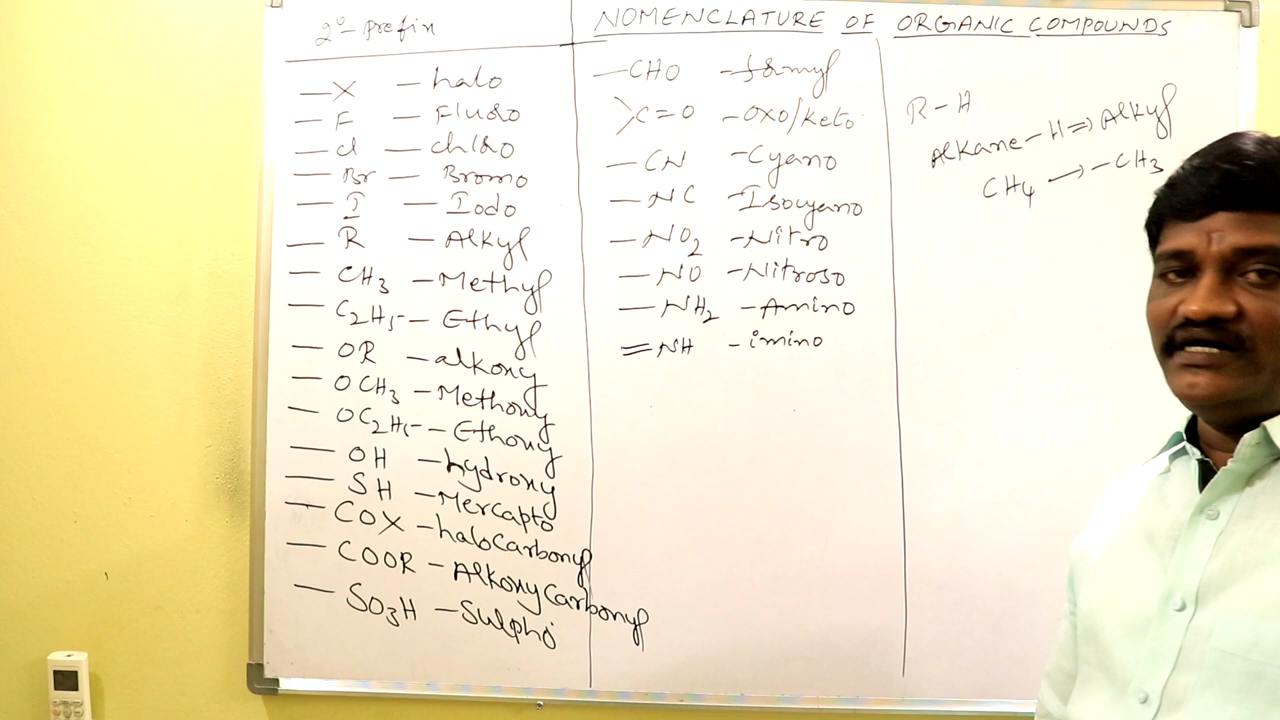 2°-prefix
NOMENCLATURE OF ORGANIC COMPOUNDS
—X — halo
—F — Fluoro
—Cl — chloro
—Br — Bromo
—I — Iodo
—R — Alkyl
—CH3 — Methyl
—C2H5 — Ethyl
—OR — alkoxy
—OCH3 — Methoxy
—OC2H5 — Ethoxy
—OH — hydroxy
—SH — Mercapto
—COX — halocarbonyl
—COOR — Alkoxycarbonyl
—SO3H — Sulpho
—CHO — formyl
>C=O — Oxo/Keto
—CN — Cyano
—NC — Isocyano
—NO2 — Nitro
—NO — Nitroso
—NH2 — Amino
=NH — imino
R-H
Alkane-H ⇒ Alkyl
CH4 → -CH3